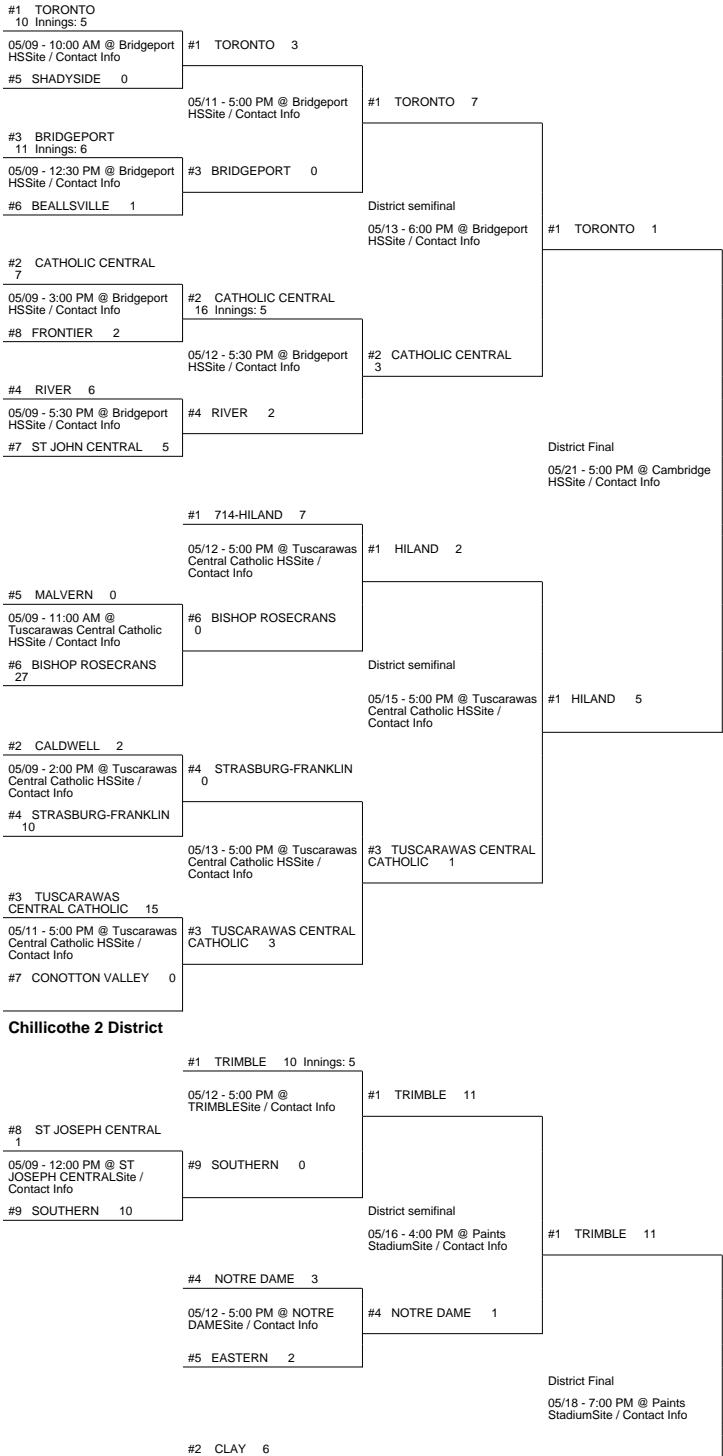 #1 TORONTO
10 Innings: 5
05/09 - 10:00 AM @ Bridgeport
HSSite / Contact Info
#5 SHADYSIDE 0
#1 TORONTO 3
05/11 - 5:00 PM @ Bridgeport
HSSite / Contact Info
#1 TORONTO 7
#3 BRIDGEPORT
11 Innings: 6
05/09 - 12:30 PM @ Bridgeport
HSSite / Contact Info
#6 BEALLSVILLE 1
#3 BRIDGEPORT 0
District semifinal
05/13 - 6:00 PM @ Bridgeport
HSSite / Contact Info
#1 TORONTO 1
#2 CATHOLIC CENTRAL
7
05/09 - 3:00 PM @ Bridgeport
HSSite / Contact Info
#8 FRONTIER 2
#2 CATHOLIC CENTRAL
16 Innings: 5
05/12 - 5:30 PM @ Bridgeport
HSSite / Contact Info
#2 CATHOLIC CENTRAL
3
#4 RIVER 6
05/09 - 5:30 PM @ Bridgeport
HSSite / Contact Info
#7 ST JOHN CENTRAL 5
#4 RIVER 2
District Final
05/21 - 5:00 PM @ Cambridge
HSSite / Contact Info
#1 714-HILAND 7
05/12 - 5:00 PM @ Tuscarawas
Central Catholic HSSite /
Contact Info
#1 HILAND 2
#5 MALVERN 0
05/09 - 11:00 AM @
Tuscarawas Central Catholic
HSSite / Contact Info
#6 BISHOP ROSECRANS
27
#6 BISHOP ROSECRANS
0
District semifinal
05/15 - 5:00 PM @ Tuscarawas
Central Catholic HSSite /
Contact Info
#1 HILAND 5
#2 CALDWELL 2
05/09 - 2:00 PM @ Tuscarawas
Central Catholic HSSite /
Contact Info
#4 STRASBURG-FRANKLIN
10
#4 STRASBURG-FRANKLIN
0
05/13 - 5:00 PM @ Tuscarawas
Central Catholic HSSite /
Contact Info
#3 TUSCARAWAS CENTRAL
CATHOLIC 1
#3 TUSCARAWAS
CENTRAL CATHOLIC 15
05/11 - 5:00 PM @ Tuscarawas
Central Catholic HSSite /
Contact Info
#7 CONOTTON VALLEY 0
#3 TUSCARAWAS CENTRAL
CATHOLIC 3
Chillicothe 2 District
#1 TRIMBLE 10 Innings: 5
05/12 - 5:00 PM @
TRIMBLESite / Contact Info
#1 TRIMBLE 11
#8 ST JOSEPH CENTRAL
1
05/09 - 12:00 PM @ ST
JOSEPH CENTRALSite /
Contact Info
#9 SOUTHERN 10
#9 SOUTHERN 0
District semifinal
05/16 - 4:00 PM @ Paints
StadiumSite / Contact Info
#1 TRIMBLE 11
#4 NOTRE DAME 3
05/12 - 5:00 PM @ NOTRE
DAMESite / Contact Info
#5 EASTERN 2
#4 NOTRE DAME 1
District Final
05/18 - 7:00 PM @ Paints
StadiumSite / Contact Info
#2 CLAY 6